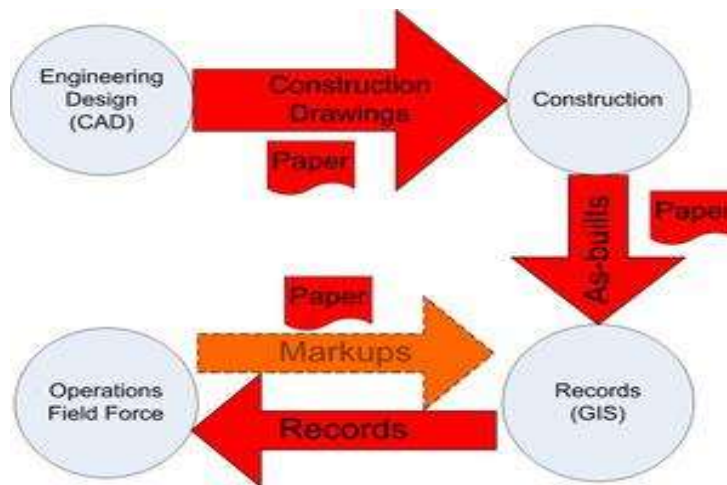 Engineering
Design
(CAD)
Construction
Drawings
Paper
Construction
As-builts
Paper
Paper
Markups
Operations
Field Force
Records
Records
(GIS)